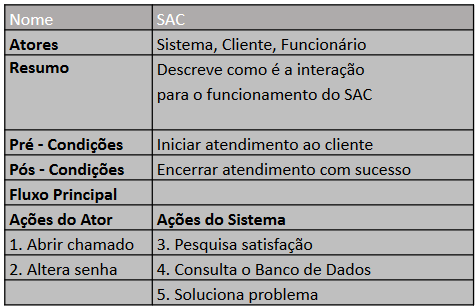 Nome SAC
Atores Sistema, Cliente, Funcionário
Resumo Descreve como é a interação
para o funcionamento do SAC
Pré - Condições Iniciar atendimento ao cliente
Pós - Condições Encerrar atendimento com sucesso
Fluxo Principal
Ações do Ator Ações do Sistema
1. Abrir chamado 3. Pesquisa satisfação
2. Altera senha 4. Consulta o Banco de Dados
5. Soluciona problema